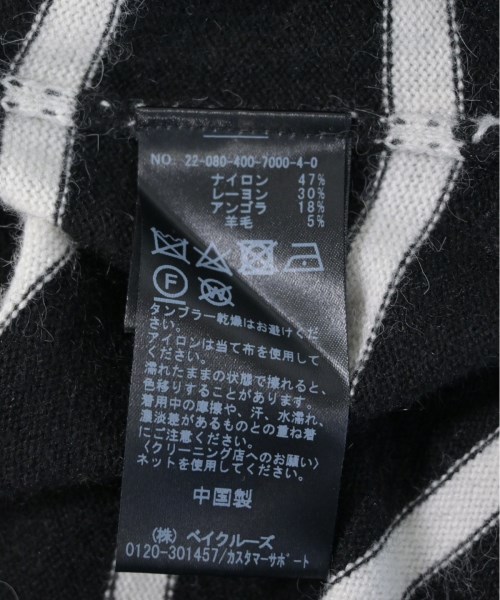 NO. 22-080-400-7000-4-0
ナイロン 47%
レーヨン 30%
アンゴラ 18%
羊毛 5%
F
タンブラー乾燥はお避けくだ
さい。
アイロンは当て布を使用して
ください。
濡れたままの状態で擦れると、
色移りすることがあります。
着用中の摩擦や、汗、水濡れ、
濃淡差があるものとの重ね着
にご注意ください。
〈クリーニング店へのお願い〉
ネットを使用してください。
中国製
(株) ベイクルーズ
0120-301457/カスタマーサポート